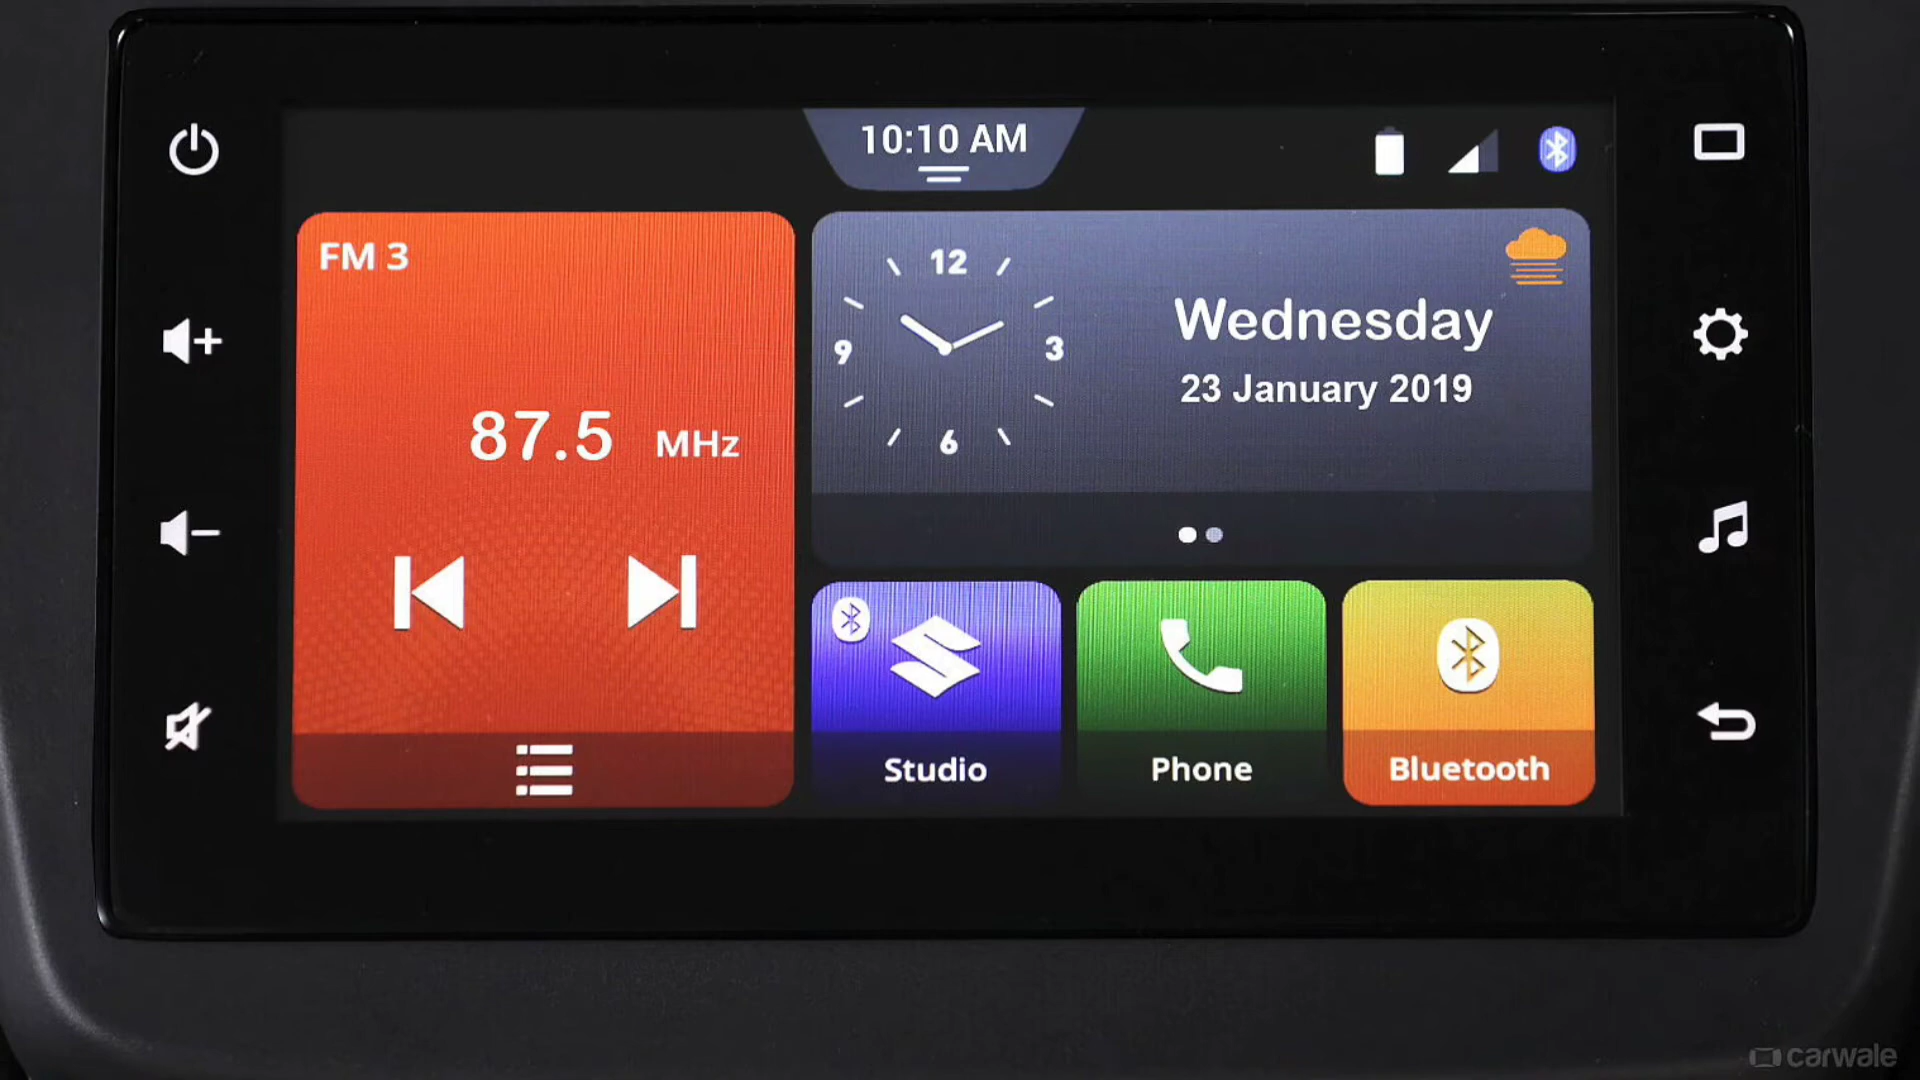 10:10 AM
FM 3
87.5 MHz
12
9
3
6
Wednesday
23 January 2019
Studio
Phone
Bluetooth
carwale